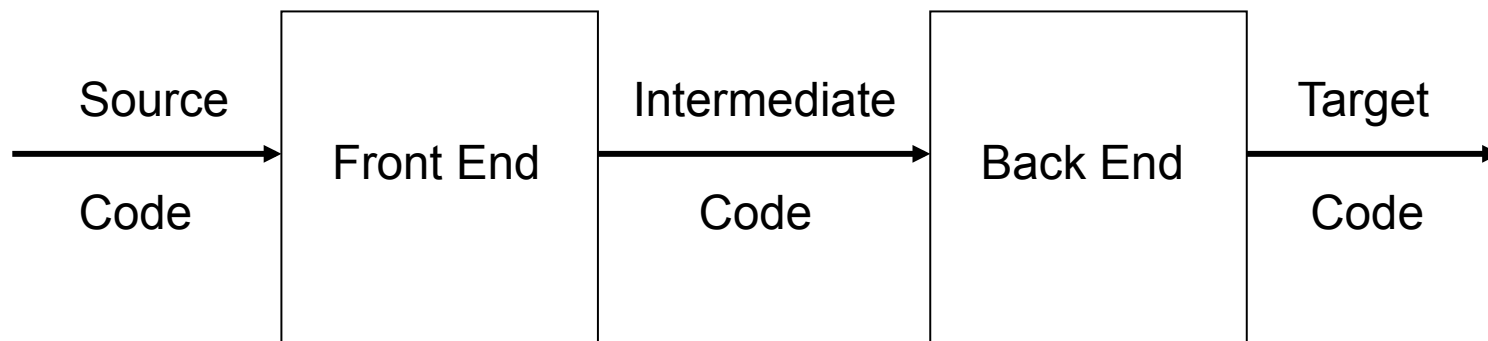 Source
Code
Front End
Intermediate
Code
Back End
Target
Code